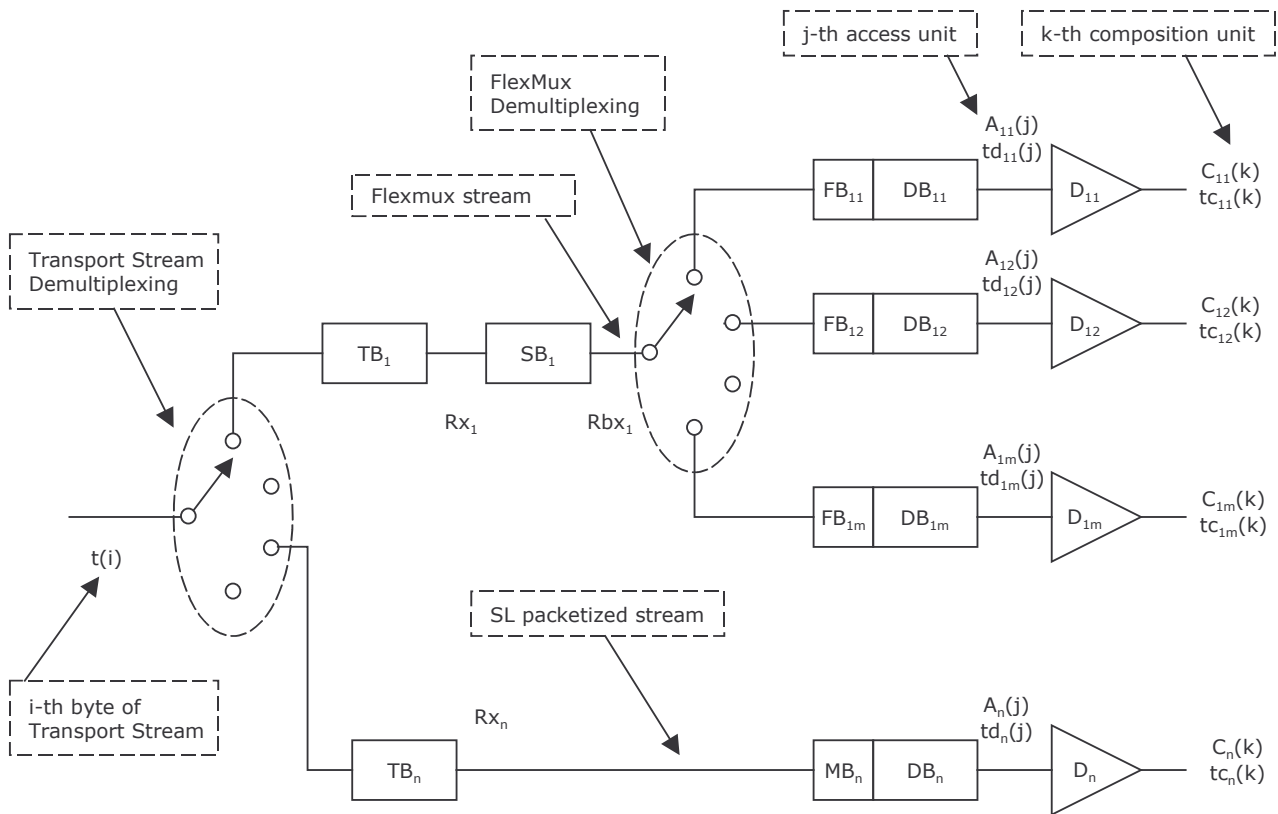 j-th access unit
k-th composition unit
FlexMux
Demultiplexing
A₁₁(j)
td₁₁(j)
FB₁₁
DB₁₁
D₁₁
C₁₁(k)
tc₁₁(k)
Flexmux stream
Transport Stream
Demultiplexing
A₁₂(j)
td₁₂(j)
FB₁₂
DB₁₂
D₁₂
C₁₂(k)
tc₁₂(k)
TB₁
SB₁
Rx₁
Rbx₁
A₁ₘ(j)
td₁ₘ(j)
FB₁ₘ
DB₁ₘ
D₁ₘ
C₁ₘ(k)
tc₁ₘ(k)
t(i)
SL packetized stream
i-th byte of
Transport Stream
Rxₙ
Aₙ(j)
tdₙ(j)
TBₙ
MBₙ
DBₙ
Dₙ
Cₙ(k)
tcₙ(k)